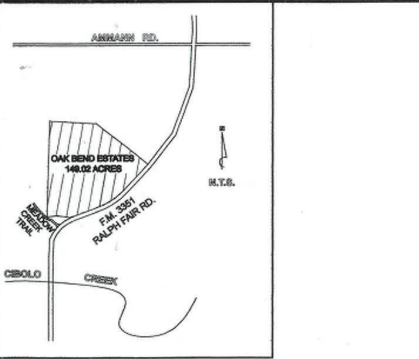 AMMANN RD.
OAK BEND ESTATES
149.02 ACRES
N
N.T.S.
F.M. 3351
RALPH FAIR RD.
MEADOW
CREEK
TRAIL
CIBOLO CREEK